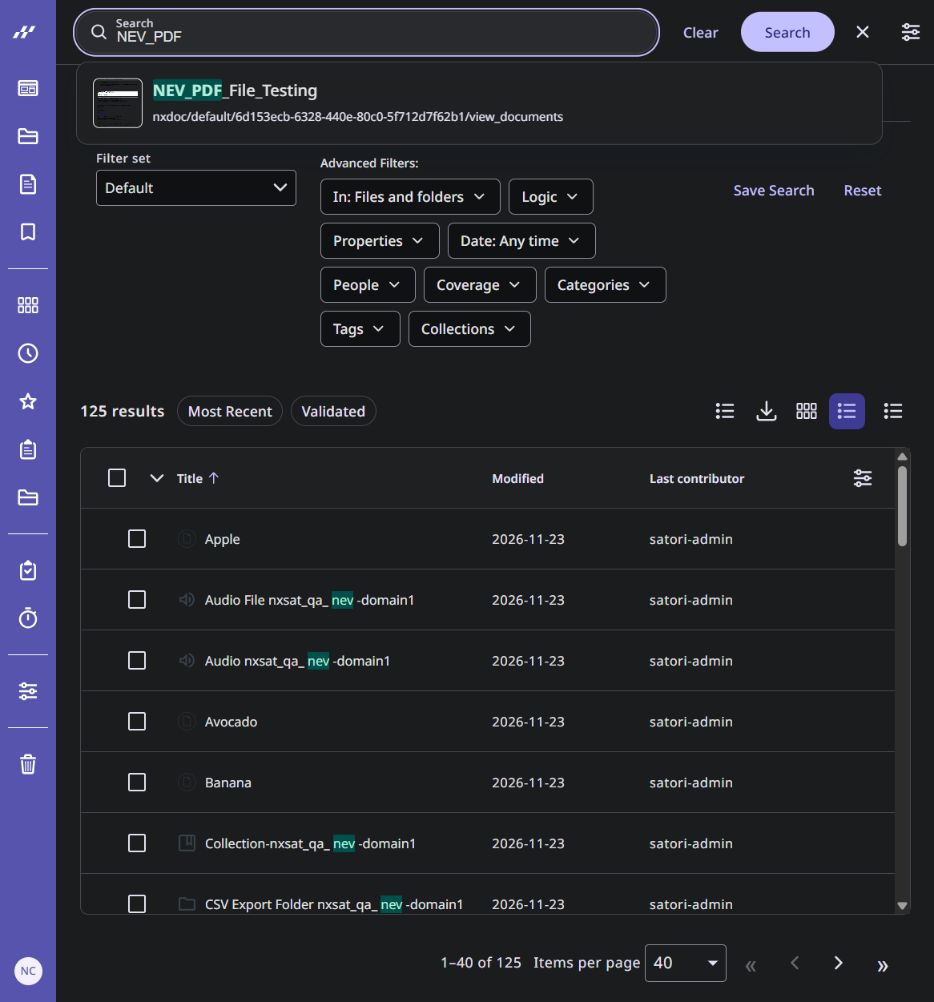 Search
NEV_PDF
Clear
Search
NEV_PDF_File_Testing
nxdoc/default/6d153ecb-6328-440e-80c0-5f712d7f62b1/view_documents
Filter set
Default
Advanced Filters:
In: Files and folders
Logic
Save Search
Reset
Properties
Date: Any time
People
Coverage
Categories
Tags
Collections
125 results
Most Recent
Validated
Title Modified Last contributor
Apple 2026-11-23 satori-admin
Audio File nxsat_qa_ nev -domain1 2026-11-23 satori-admin
Audio nxsat_qa_ nev -domain1 2026-11-23 satori-admin
Avocado 2026-11-23 satori-admin
Banana 2026-11-23 satori-admin
Collection-nxsat_qa_ nev -domain1 2026-11-23 satori-admin
CSV Export Folder nxsat_qa_ nev -domain1 2026-11-23 satori-admin
NC
1–40 of 125 Items per page 40